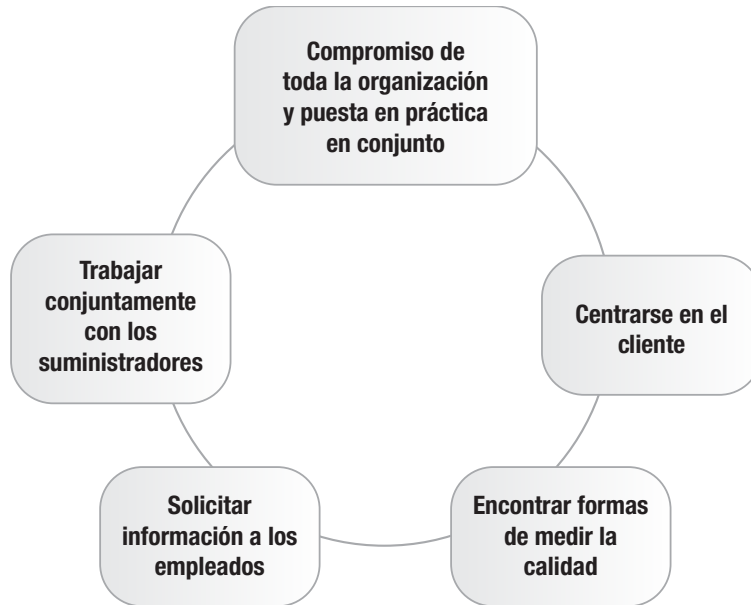 Compromiso de
toda la organización
y puesta en práctica
en conjunto
Centrarse en el
cliente
Encontrar formas
de medir la
calidad
Solicitar
información a los
empleados
Trabajar
conjuntamente
con los
suministradores